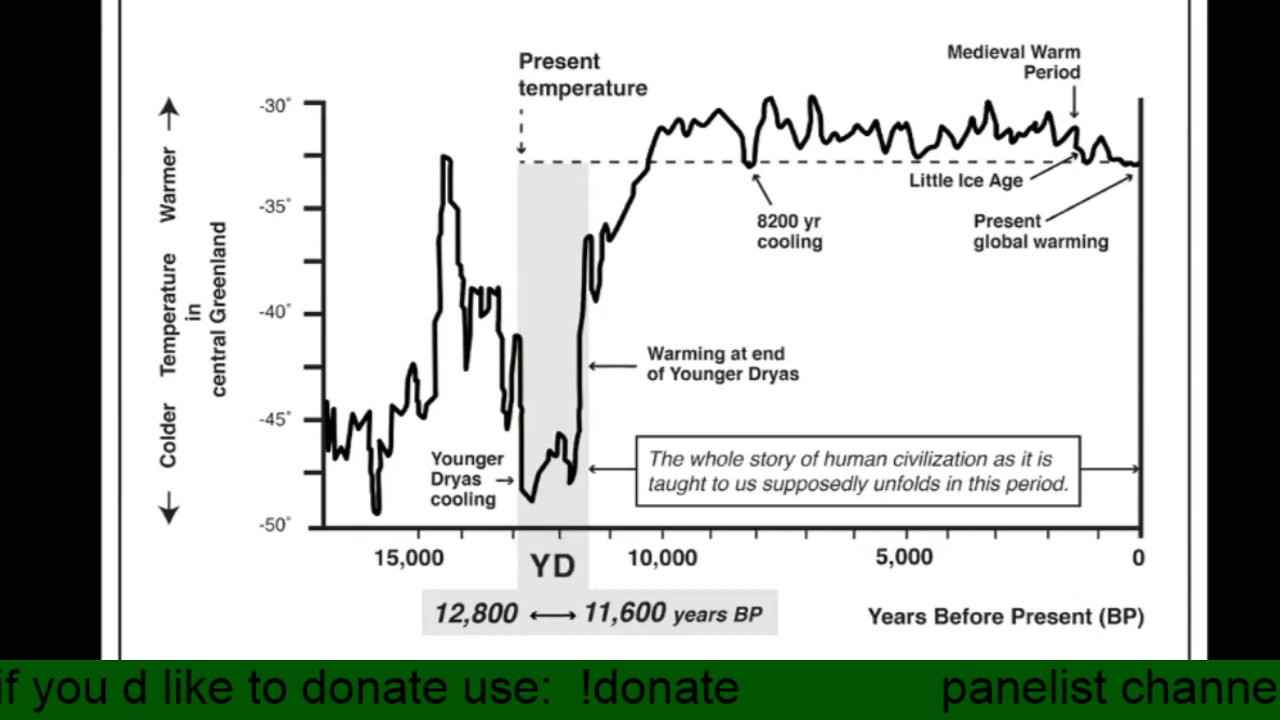 Present
temperature
Medieval Warm
Period
-30°
-35°
-40°
-45°
-50°
Colder Temperature Warmer
in
central Greenland
Little Ice Age
8200 yr
cooling
Present
global warming
Warming at end
of Younger Dryas
Younger
Dryas
cooling
The whole story of human civilization as it is
taught to us supposedly unfolds in this period.
15,000
YD
10,000
5,000
0
12,800
11,600 years BP
Years Before Present (BP)
if you d like to donate use: !donate
panelist channe